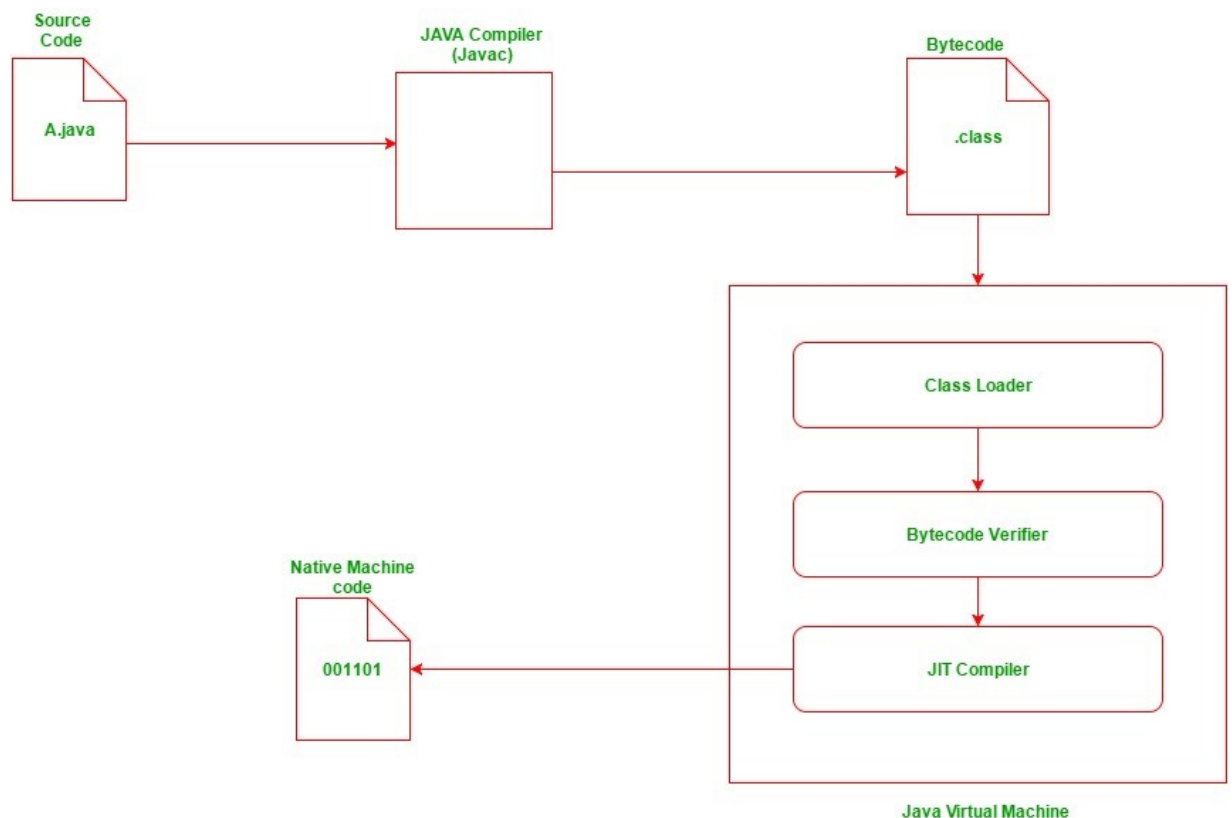 Source
Code
A.java
JAVA Compiler
(Javac)
Bytecode
.class
Class Loader
Bytecode Verifier
JIT Compiler
Native Machine
code
001101
Java Virtual Machine